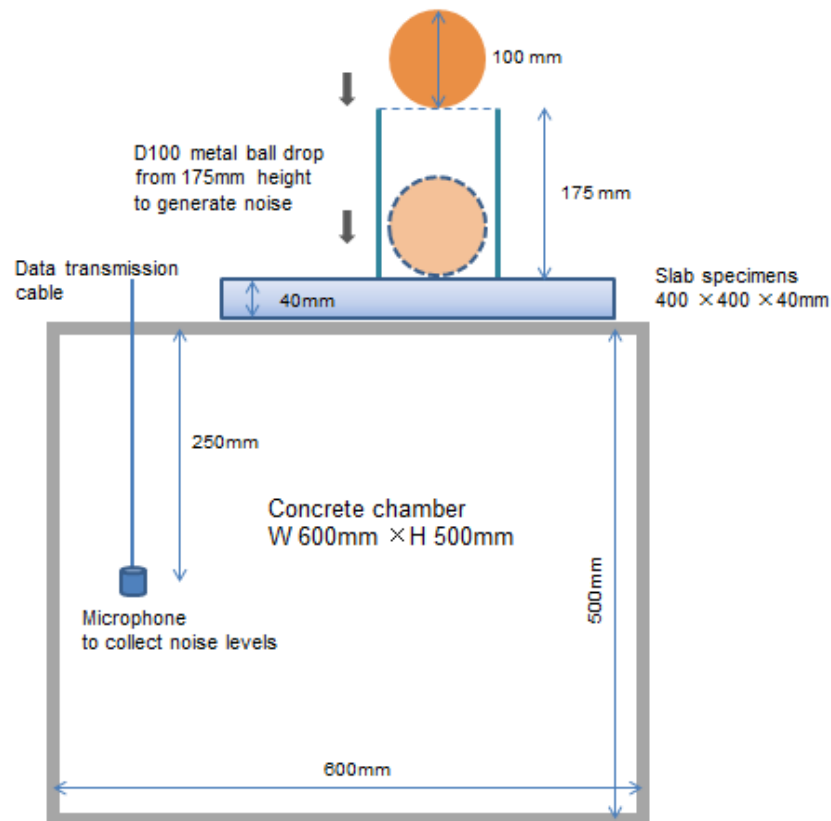 100 mm
D100 metal ball drop
from 175mm height
to generate noise
175 mm
Data transmission
cable
40mm
Slab specimens
400 ×400 ×40mm
250mm
Concrete chamber
W 600mm ×H 500mm
500mm
Microphone
to collect noise levels
600mm